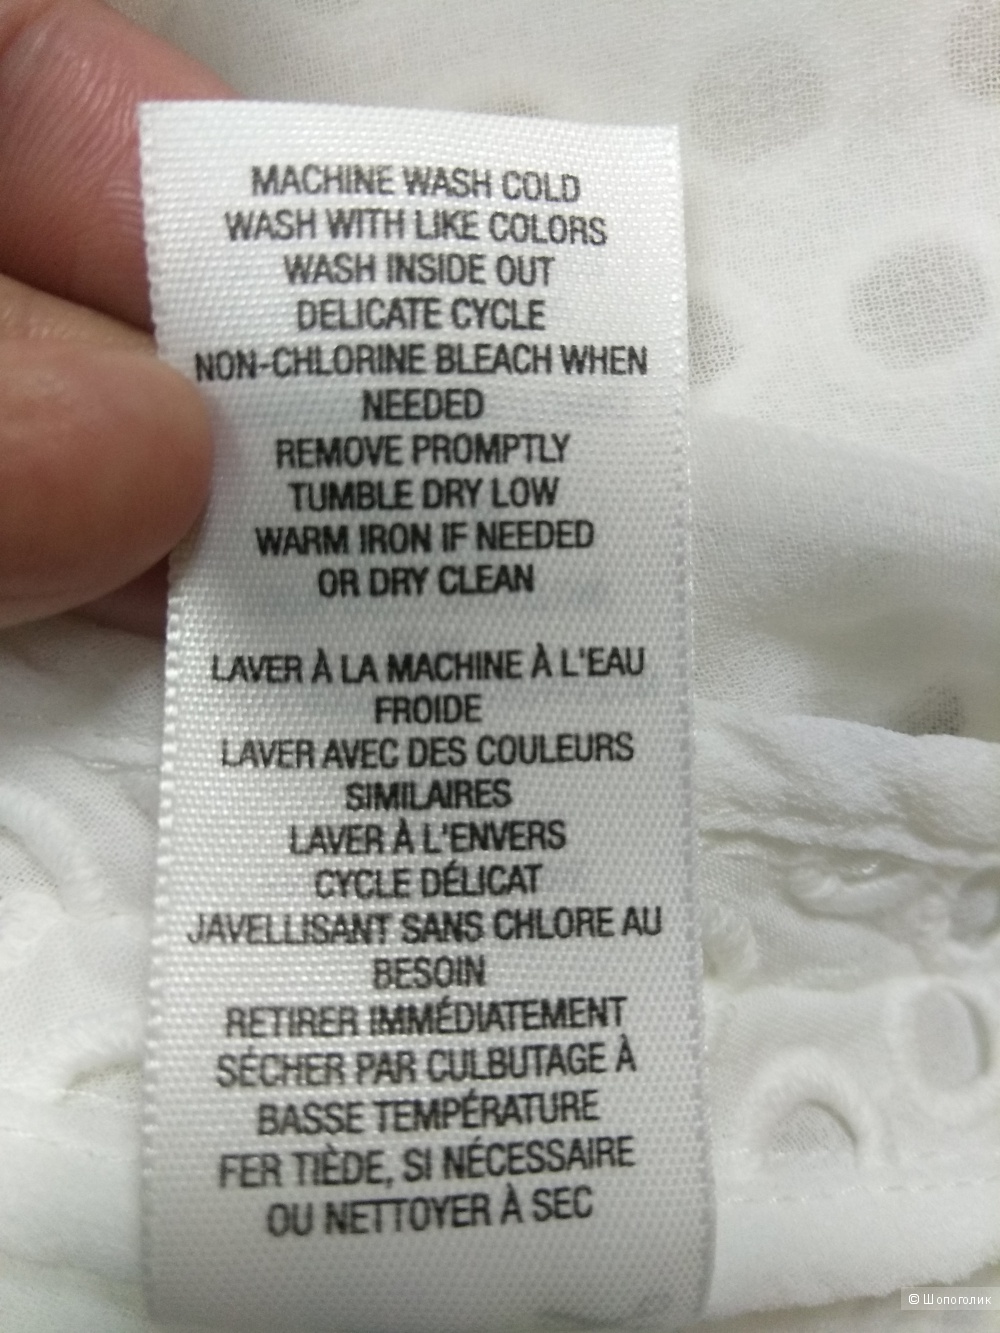 MACHINE WASH COLD
WASH WITH LIKE COLORS
WASH INSIDE OUT
DELICATE CYCLE
NON-CHLORINE BLEACH WHEN
NEEDED
REMOVE PROMPTLY
TUMBLE DRY LOW
WARM IRON IF NEEDED
OR DRY CLEAN
LAVER À LA MACHINE À L'EAU
FROIDE
LAVER AVEC DES COULEURS
SIMILAIRES
LAVER À L'ENVERS
CYCLE DÉLICAT
JAVELLISANT SANS CHLORE AU
BESOIN
RETIRER IMMÉDIATEMENT
SÉCHER PAR CULBUTAGE À
BASSE TEMPÉRATURE
FER TIÈDE, SI NÉCESSAIRE
OU NETTOYER À SEC
© Шопоголик